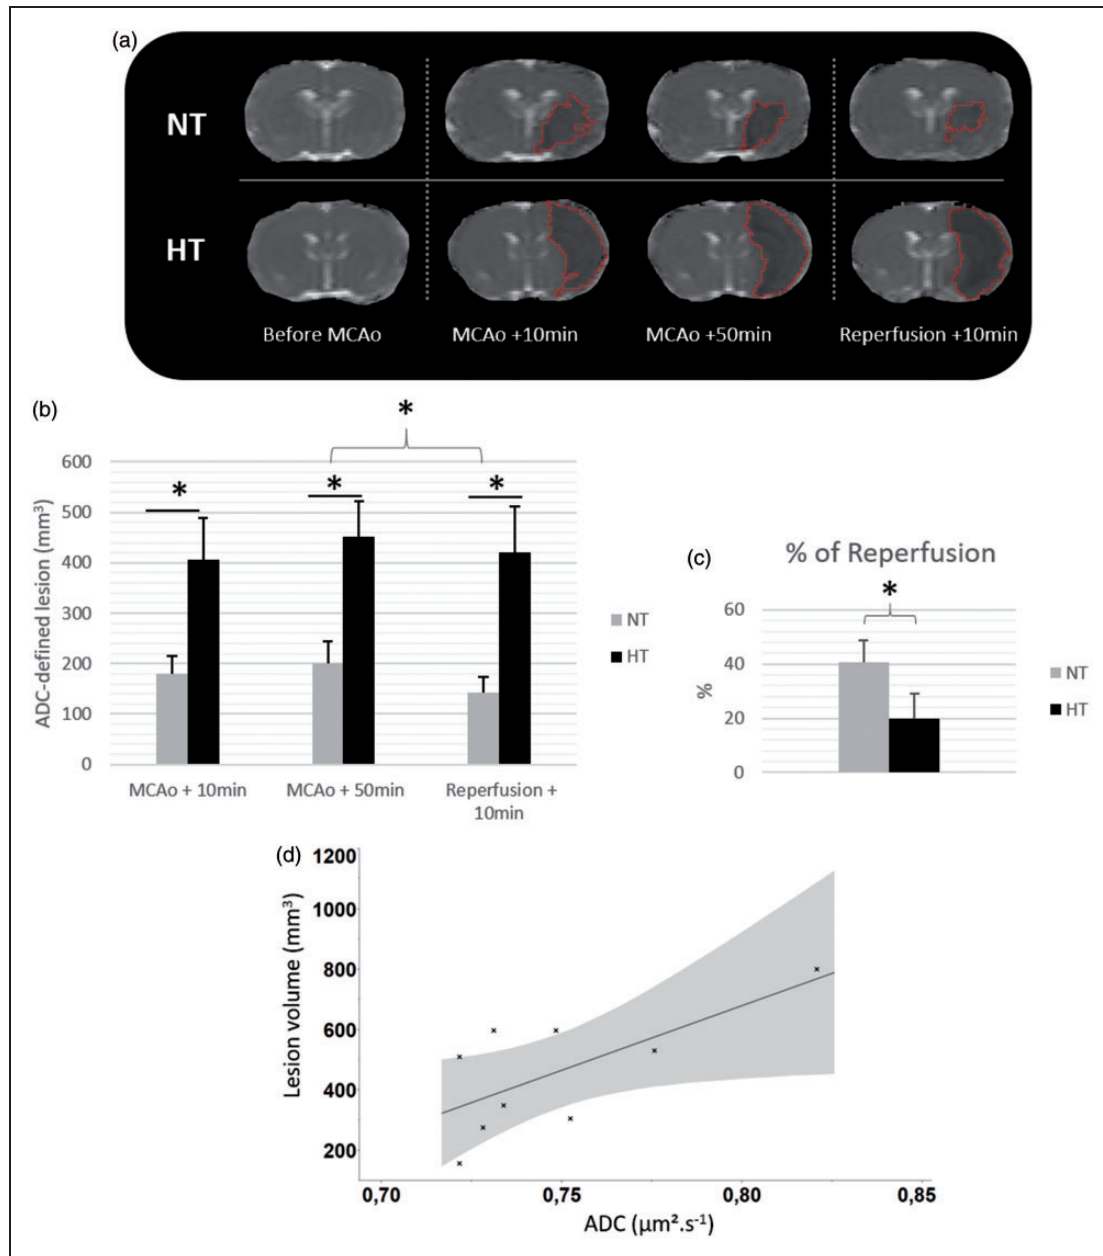 (a)
NT
HT
Before MCAo
MCAo +10min
MCAo +50min
Reperfusion +10min
(b)
*
ADC-defined lesion (mm³)
600
500
400
300
200
100
0
*
*
*
MCAo + 10min
MCAo + 50min
Reperfusion +
10min
NT
HT
(c)
% of Reperfusion
*
%
60
40
20
0
NT
HT
(d)
Lesion volume (mm³)
1200
1000
800
600
400
200
0,70
0,75
0,80
0,85
ADC (µm².s⁻¹)